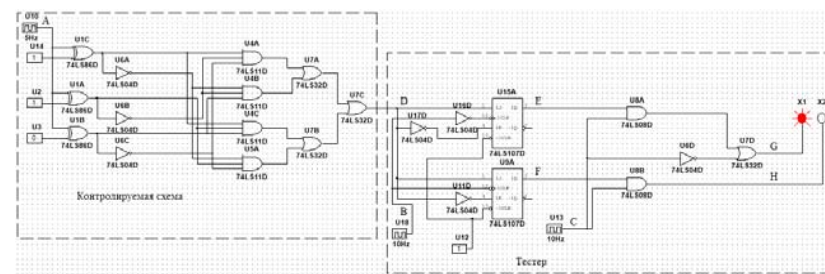 U10
A
5Hz
U14
1
U1C
74LS86D
U6A
74LS04D
U2
1
U1A
74LS86D
U6B
74LS04D
U3
0
U1B
74LS86D
U6C
74LS04D
U4A
74LS11D
U4B
74LS11D
U4C
74LS11D
U5A
74LS11D
U7A
74LS32D
U7B
74LS32D
U7C
74LS32D
Контролируемая схема
D
U17D
74LS04D
U16D
74LS04D
U15A
74LS107D
E
U11D
74LS04D
U9A
74LS107D
F
B
U18
10Hz
U12
1
U13
10Hz
C
U8A
74LS08D
U8B
74LS08D
U6D
74LS04D
U7D
74LS32D
G
H
X1
X2
Тестер